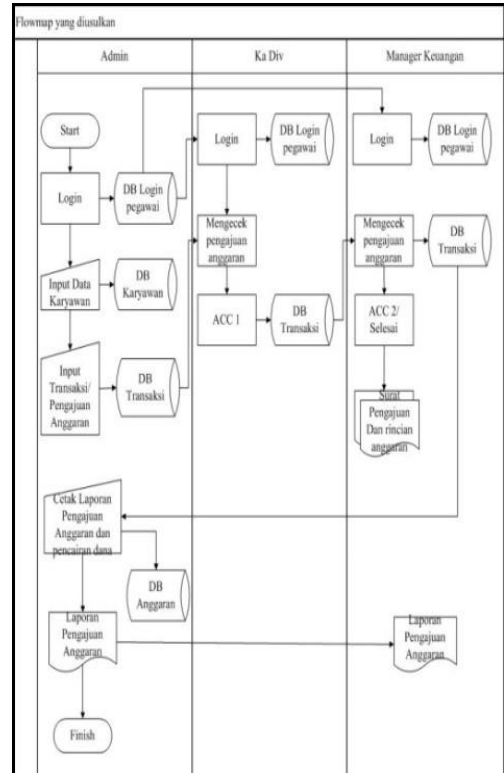 Flowmap yang diusulkan
Admin
Ka Div
Manager Keuangan
Start
Login
DB Login
pegawai
Login
DB Login
pegawai
Login
DB Login
pegawai
Input Data
Karyawan
DB
Karyawan
Mengecek
pengajuan
anggaran
Mengecek
pengajuan
anggaran
DB
Transaksi
Input
Transaksi/
Pengajuan
Anggaran
DB
Transaksi
ACC 1
DB
Transaksi
ACC 2/
Selesai
Surat
Pengajuan
Dan rincian
anggaran
Cetak Laporan
Pengajuan
Anggaran dan
pencairan dana
DB
Anggaran
Laporan
Pengajuan
Anggaran
Laporan
Pengajuan
Anggaran
Finish